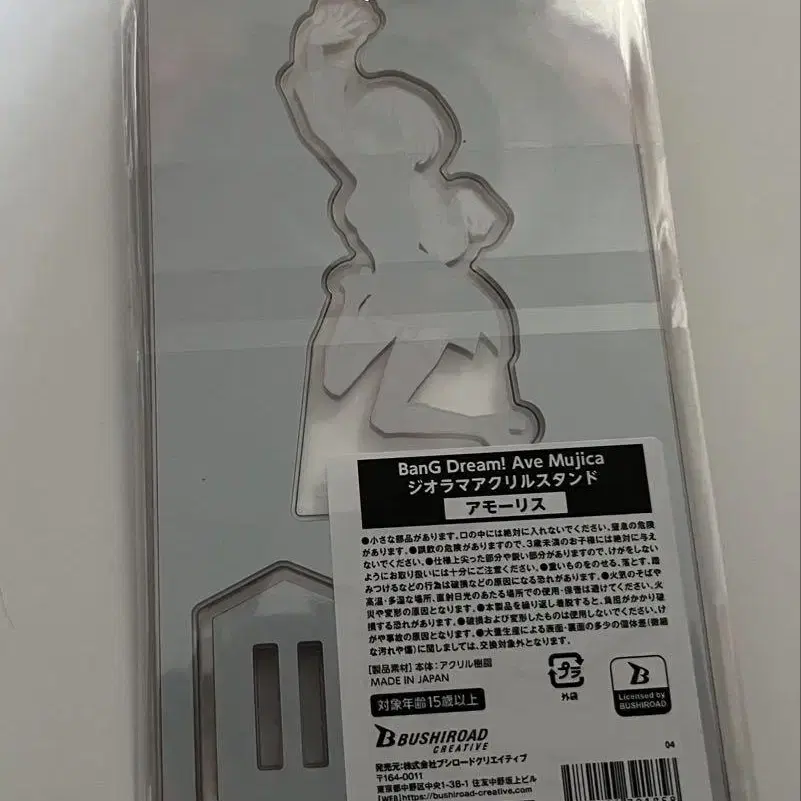 BanG Dream! Ave Mujica
ジオラマアクリルスタンド
アモーリス
●小さな部品があります。口の中には絶対に入れないでください。窒息の危険
があります。●誤飲の危険がありますので、3歳未満のお子様には絶対に与え
ないでください。●仕様上尖った部分や鋭い部分がありますので、けがをしない
ようにお取り扱いには十分にご注意ください。●重いものをのせる、落とす、踏
みつけるなどの行為は破損などの原因になる恐れがあります。●火気のそばや
高温・多湿な場所、直射日光のあたる場所での使用・保管は避けてください。火
災や変形の原因となります。●本製品を繰り返し着脱すると、負担がかかり破
損する恐れがあります。●破損および変形したものは使用しないでください。け
がや事故の原因となります。●大量生産による表面・裏面の多少の個体差(微細
な汚れや傷)に関しましては、交換対象外となります。
[製品素材] 本体:アクリル樹脂
MADE IN JAPAN
対象年齢15歳以上
プラ
外袋
B
Licensed by
BUSHIROAD
BUSHIROAD
CREATIVE
04
発売元:株式会社ブシロードクリエイティブ
〒164-0011
東京都中野区中央1-38-1 住友中野坂上ビル
[WEB]https://bushiroad-creative.com